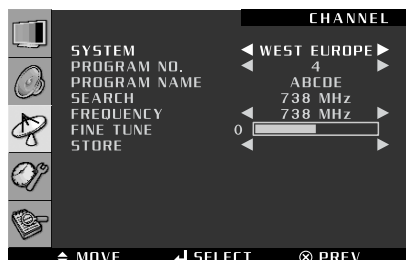 CHANNEL
SYSTEM WEST EUROPE
PROGRAM NO. 4
PROGRAM NAME ABCDE
SEARCH 738 MHz
FREQUENCY 738 MHz
FINE TUNE 0
STORE
MOVE SELECT PREV